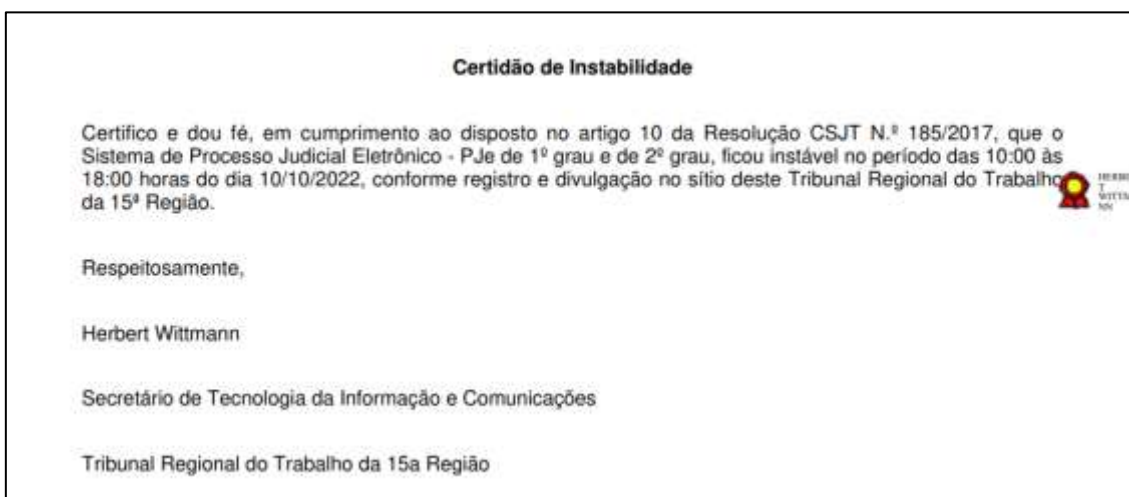 Certidão de Instabilidade
Certifico e dou fé, em cumprimento ao disposto no artigo 10 da Resolução CSJT N.º 185/2017, que o
Sistema de Processo Judicial Eletrônico - PJe de 1º grau e de 2º grau, ficou instável no período das 10:00 às
18:00 horas do dia 10/10/2022, conforme registro e divulgação no sítio deste Tribunal Regional do Trabalho
da 15ª Região.
Respeitosamente,
Herbert Wittmann
Secretário de Tecnologia da Informação e Comunicações
Tribunal Regional do Trabalho da 15a Região